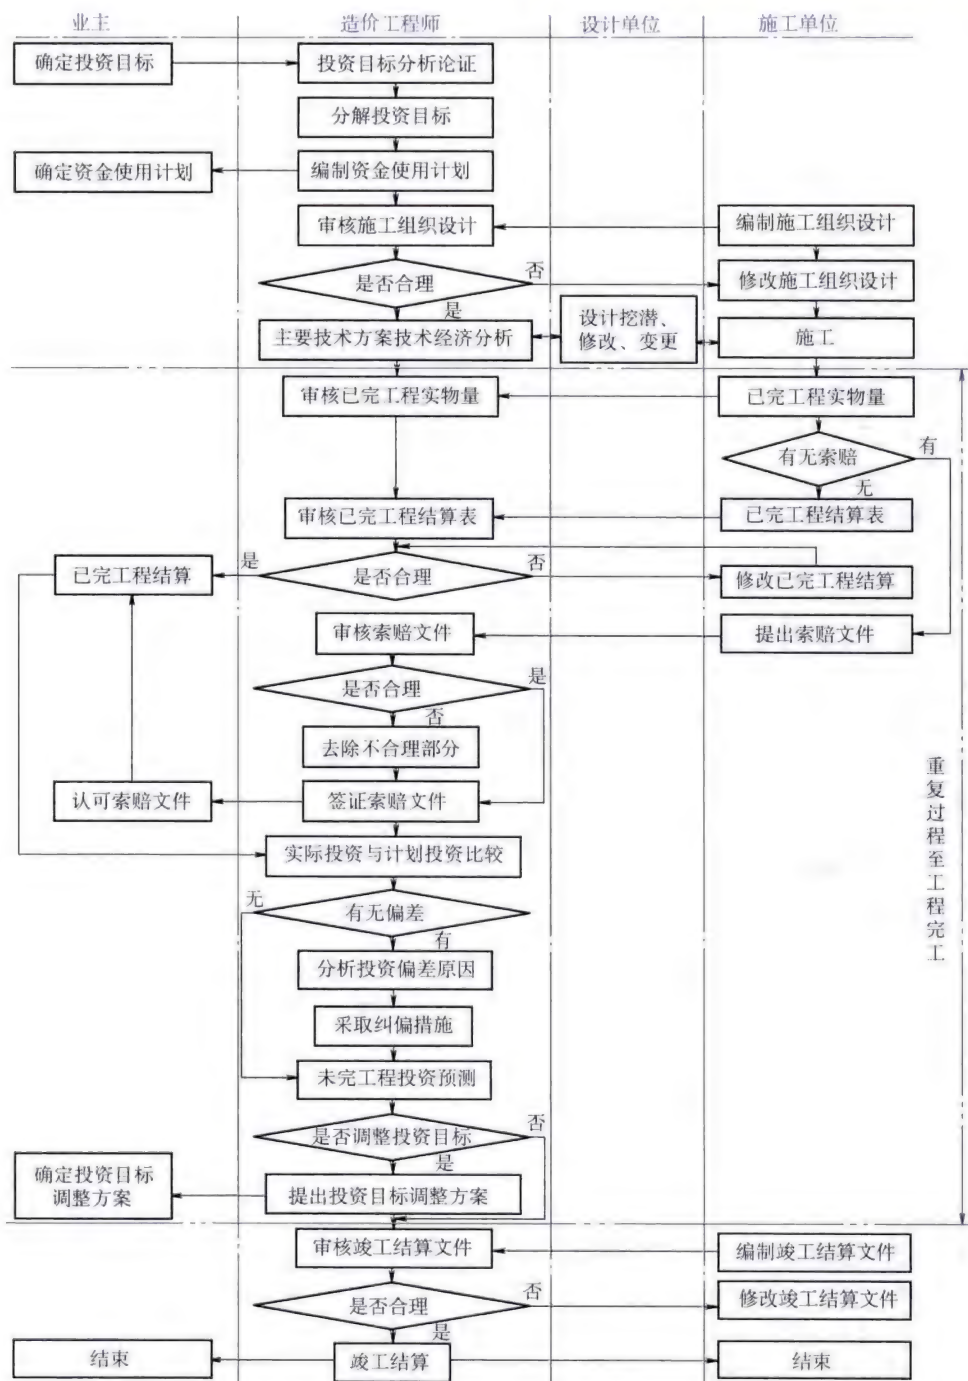 业主
造价工程师
设计单位
施工单位
确定投资目标
投资目标分析论证
分解投资目标
确定资金使用计划
编制资金使用计划
审核施工组织设计
编制施工组织设计
是否合理
否
修改施工组织设计
是
主要技术方案技术经济分析
设计挖潜、
修改、变更
施工
审核已完工程实物量
已完工程实物量
有无索赔
有
无
审核已完工程结算表
已完工程结算表
已完工程结算
是
是否合理
否
修改已完工程结算
审核索赔文件
提出索赔文件
是否合理
是
否
去除不合理部分
认可索赔文件
签证索赔文件
实际投资与计划投资比较
无
有无偏差
有
分析投资偏差原因
采取纠偏措施
未完工程投资预测
是否调整投资目标
否
是
确定投资目标
调整方案
提出投资目标调整方案
重复过程至工程完工
审核竣工结算文件
编制竣工结算文件
是否合理
否
修改竣工结算文件
是
结束
竣工结算
结束